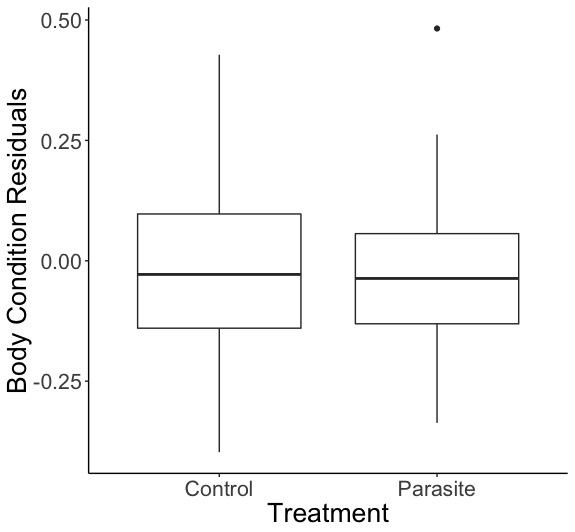 Body Condition Residuals
0.50
0.25
0.00
-0.25
Control Parasite
Treatment